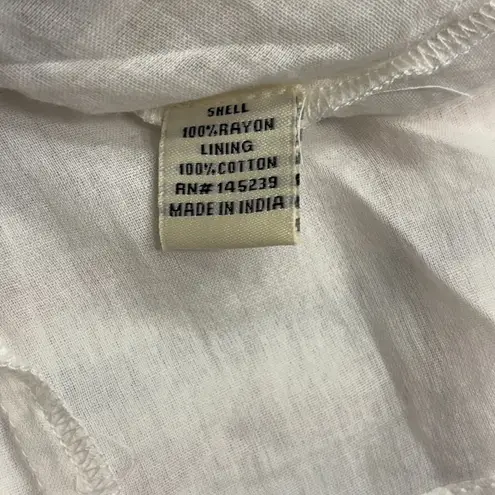 SHELL
100%RAYON
LINING
100%COTTON
RN# 145239
MADE IN INDIA